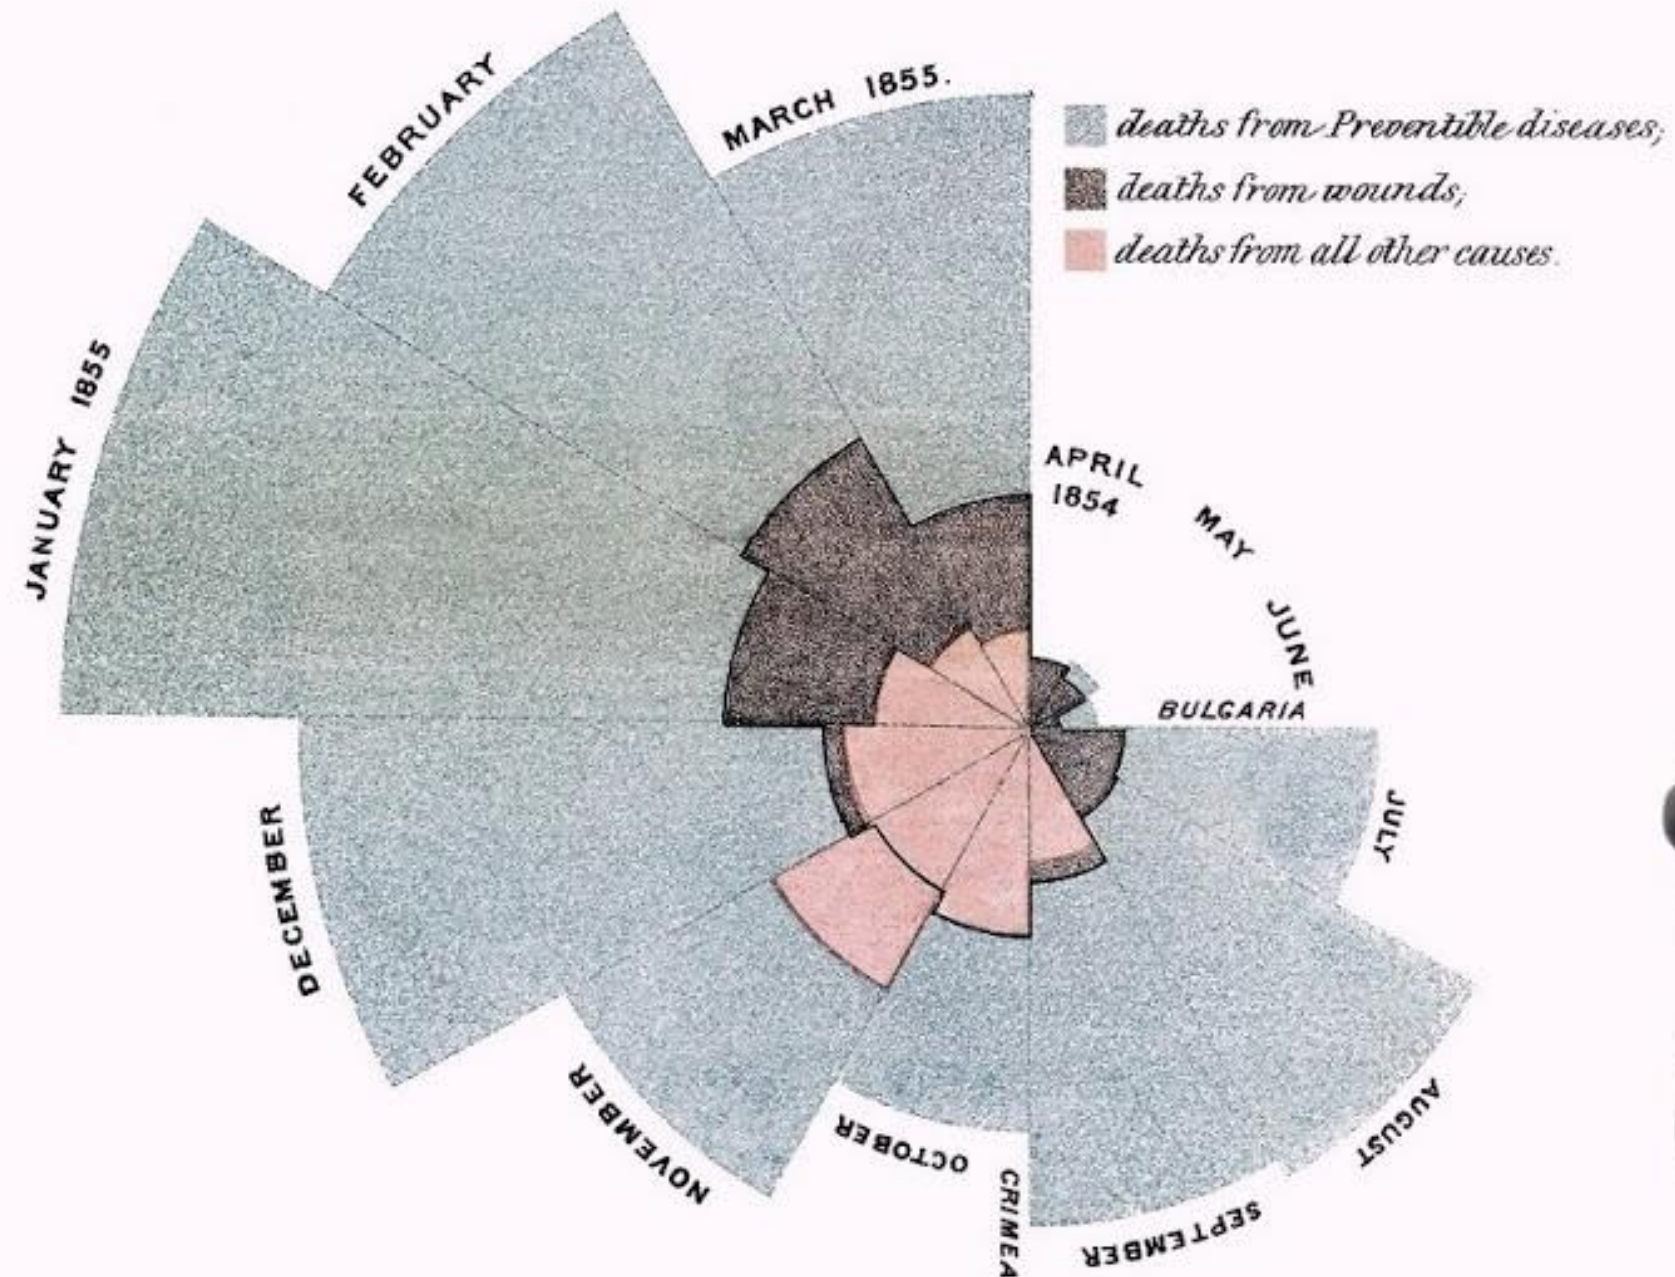 deaths from Preventible diseases;
deaths from wounds;
deaths from all other causes.
APRIL
1854
MAY
JUNE
BULGARIA
JULY
AUGUST
SEPTEMBER
CRIMEA
OCTOBER
NOVEMBER
DECEMBER
JANUARY 1855
FEBRUARY
MARCH 1855.